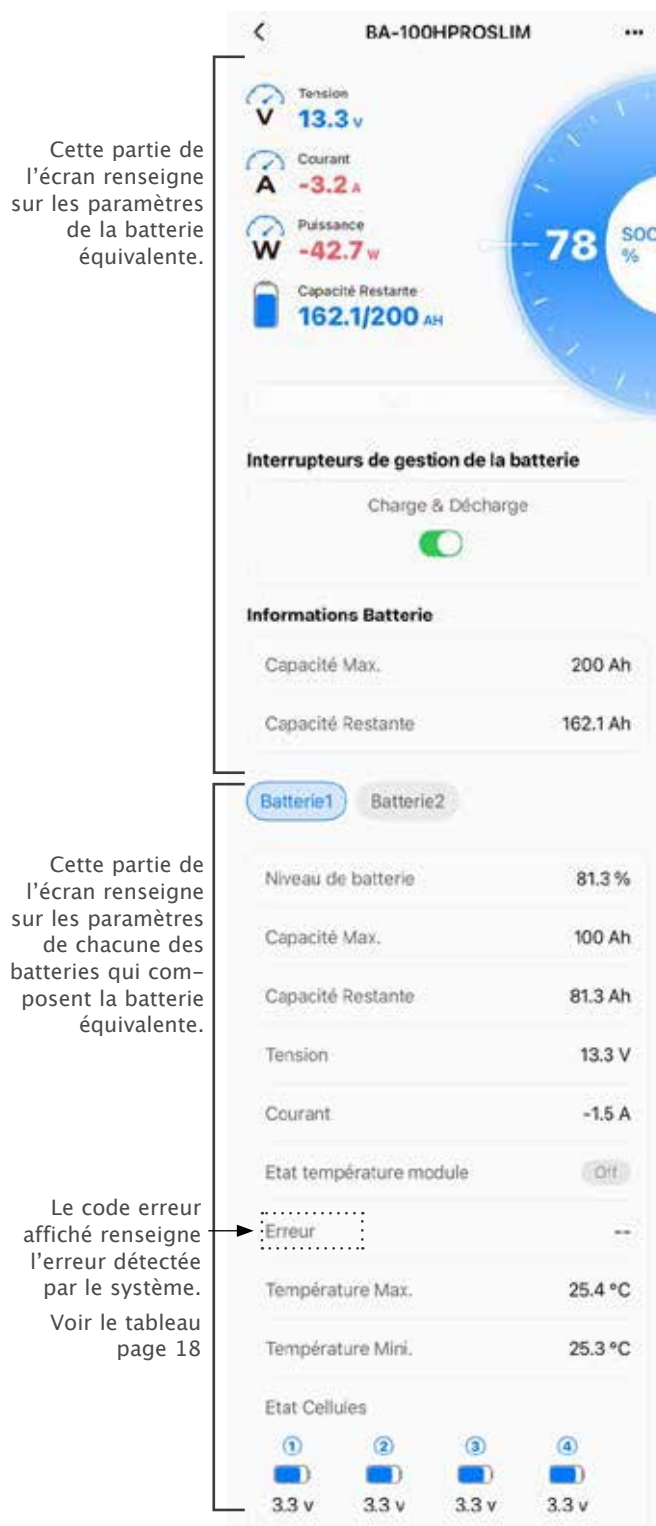 BA-100HPROSLIM
Cette partie de
l'écran renseigne
sur les paramètres
de la batterie
équivalente.
Tension
V 13.3 V
Courant
A -3.2 A
Puissance
W -42.7 W
Capacité Restante
162.1/200 AH
78 SOC
%
Interrupteurs de gestion de la batterie
Charge & Décharge
Informations Batterie
Capacité Max. 200 Ah
Capacité Restante 162.1 Ah
Batterie1 Batterie2
Cette partie de
l'écran renseigne
sur les paramètres
de chacune des
batteries qui com-
posent la batterie
équivalente.
Niveau de batterie 81.3 %
Capacité Max. 100 Ah
Capacité Restante 81.3 Ah
Tension 13.3 V
Courant -1.5 A
Etat température module Off
Le code erreur
affiché renseigne
l'erreur détectée
par le système.
Voir le tableau
page 18
Erreur --
Température Max. 25.4 °C
Température Mini. 25.3 °C
Etat Cellules
1 2 3 4
3.3 v 3.3 v 3.3 v 3.3 v